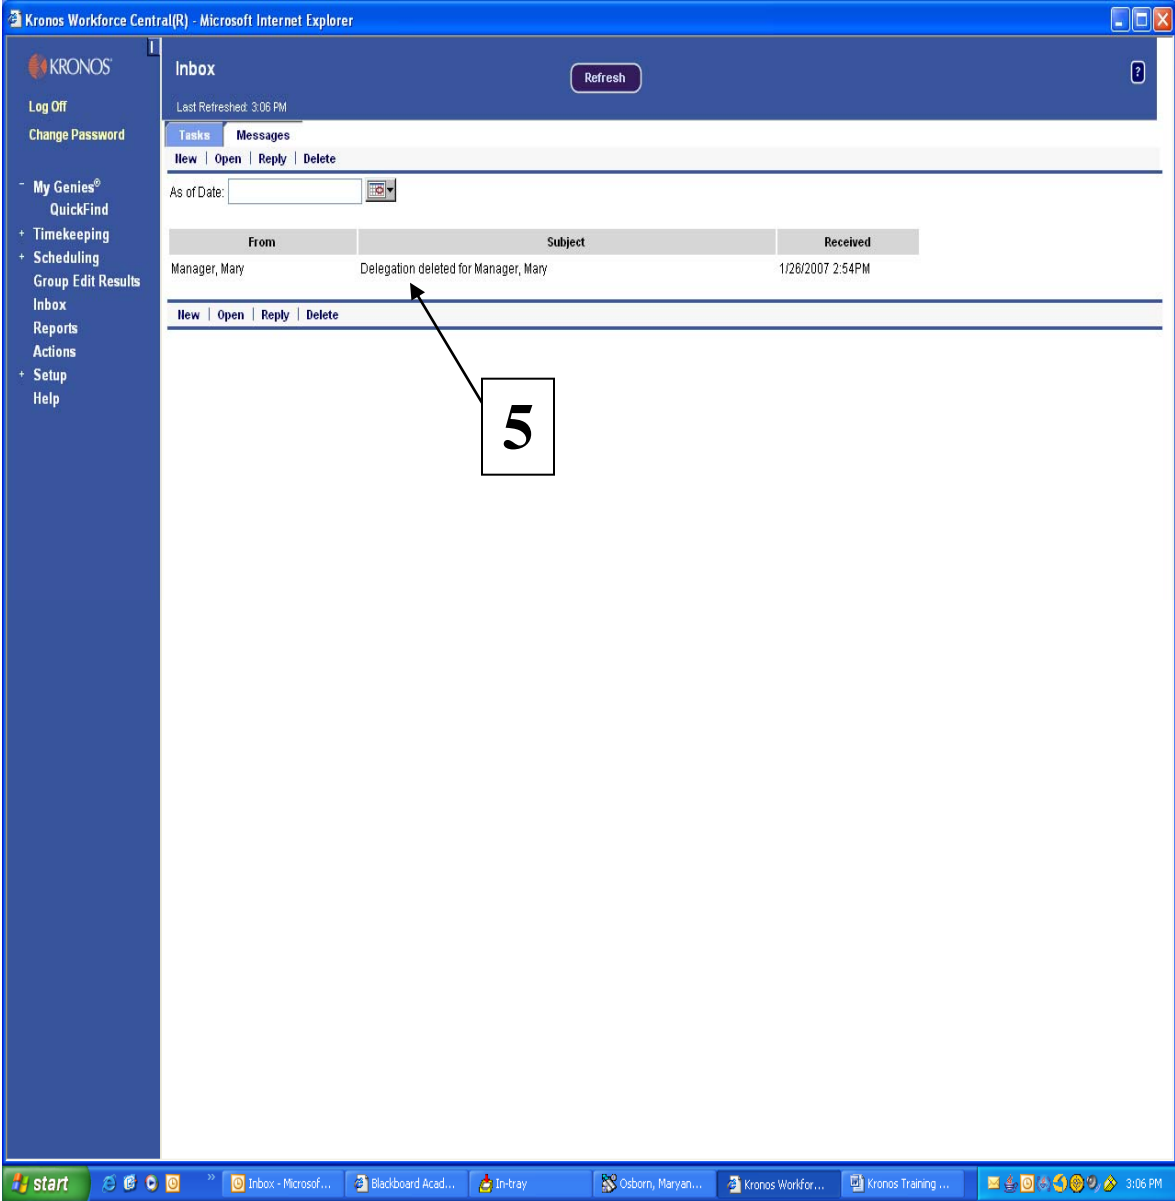 Kronos Workforce Central(R) - Microsoft Internet Explorer
KRONOS®
Log Off
Change Password
- My Genies®
QuickFind
+ Timekeeping
+ Scheduling
Group Edit Results
Inbox
Reports
Actions
+ Setup
Help
Inbox
Refresh
?
Last Refreshed: 3:06 PM
Tasks Messages
New | Open | Reply | Delete
As of Date:
From Subject Received
Manager, Mary Delegation deleted for Manager, Mary 1/26/2007 2:54PM
New | Open | Reply | Delete
5
start » Inbox - Microsof... Blackboard Acad... In-tray Osborn, Maryan... Kronos Workfor... Kronos Training ... 3:06 PM